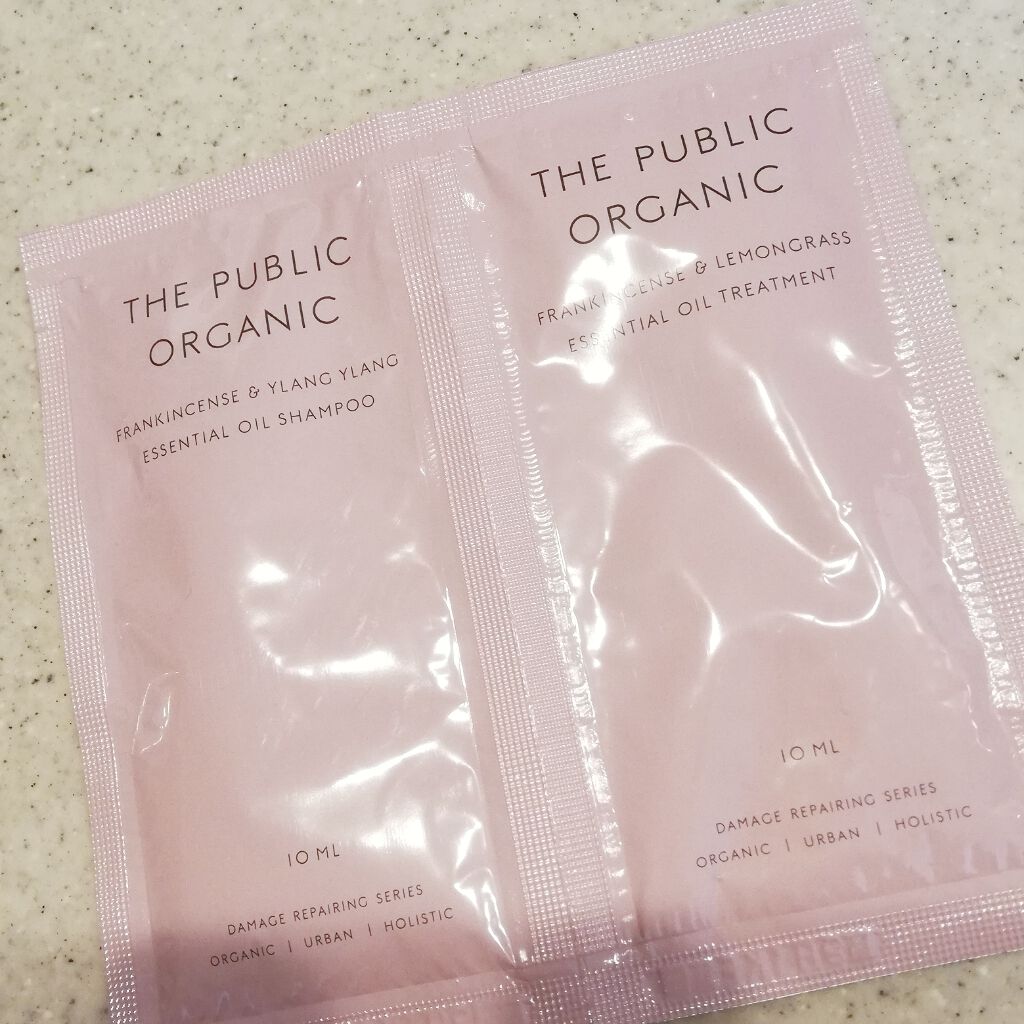 THE PUBLIC
ORGANIC
FRANKINCENSE & YLANG YLANG
ESSENTIAL OIL SHAMPOO
10 ML
DAMAGE REPAIRING SERIES
ORGANIC | URBAN | HOLISTIC
THE PUBLIC
ORGANIC
FRANKINCENSE & LEMONGRASS
ESSENTIAL OIL TREATMENT
10 ML
DAMAGE REPAIRING SERIES
ORGANIC | URBAN | HOLISTIC